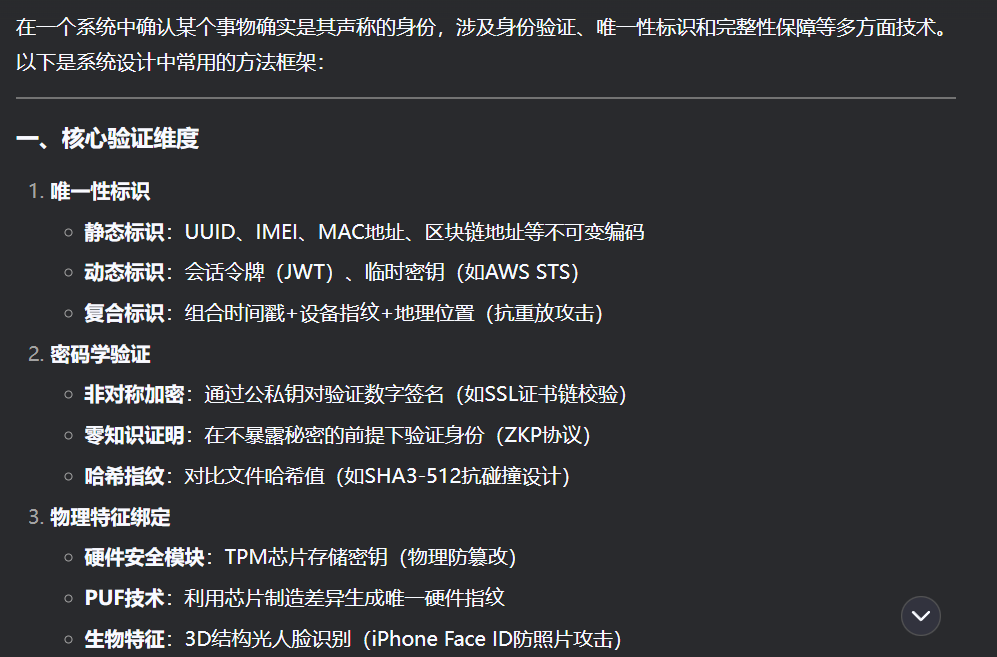 在一个系统中确认某个事物确实是其声称的身份，涉及身份验证、唯一性标识和完整性保障等多方面技术。
以下是系统设计中常用的方法框架：
一、核心验证维度
1. 唯一性标识
○ 静态标识：UUID、IMEI、MAC地址、区块链地址等不可变编码
○ 动态标识：会话令牌（JWT）、临时密钥（如AWS STS）
○ 复合标识：组合时间戳+设备指纹+地理位置（抗重放攻击）
2. 密码学验证
○ 非对称加密：通过公私钥对验证数字签名（如SSL证书链校验）
○ 零知识证明：在不暴露秘密的前提下验证身份（ZKP协议）
○ 哈希指纹：对比文件哈希值（如SHA3-512抗碰撞设计）
3. 物理特征绑定
○ 硬件安全模块：TPM芯片存储密钥（物理防篡改）
○ PUF技术：利用芯片制造差异生成唯一硬件指纹
○ 生物特征：3D结构光人脸识别（iPhone Face ID防照片攻击）